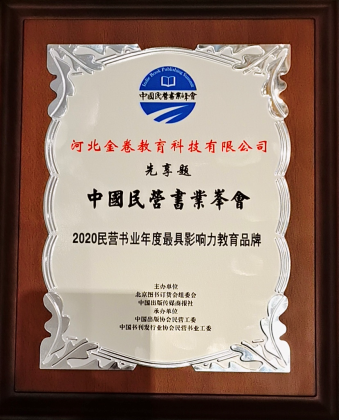 中國民營書業峰會
河北金卷教育科技有限公司
先享题
中國民營書業峯會
2020民营书业年度最具影响力教育品牌
主办单位
北京图书订货会组委会
中国出版传媒商报社
承办单位
中国出版协会民营工委
中国书刊发行业协会民营书业工委